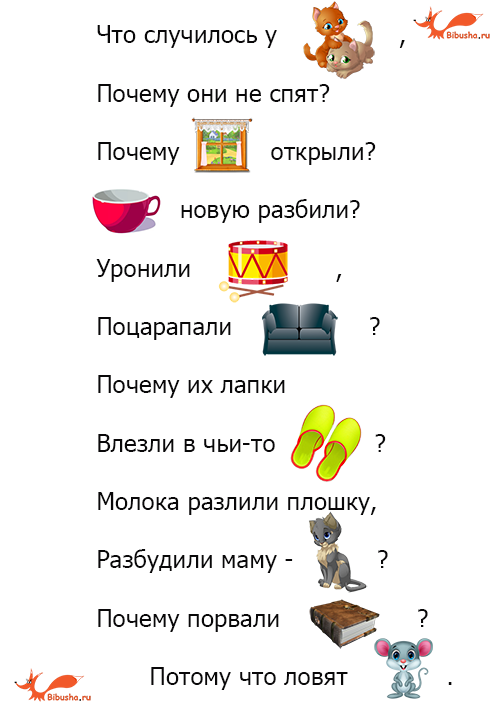 Что случилось у ,
Bibusha.ru
Почему они не спят?
Почему открыли?
новую разбили?
Уронили ,
Поцарапали ?
Почему их лапки
Влезли в чьи-то ?
Молока разлили плошку,
Разбудили маму - ?
Почему порвали ?
Потому что ловят .
Bibusha.ru